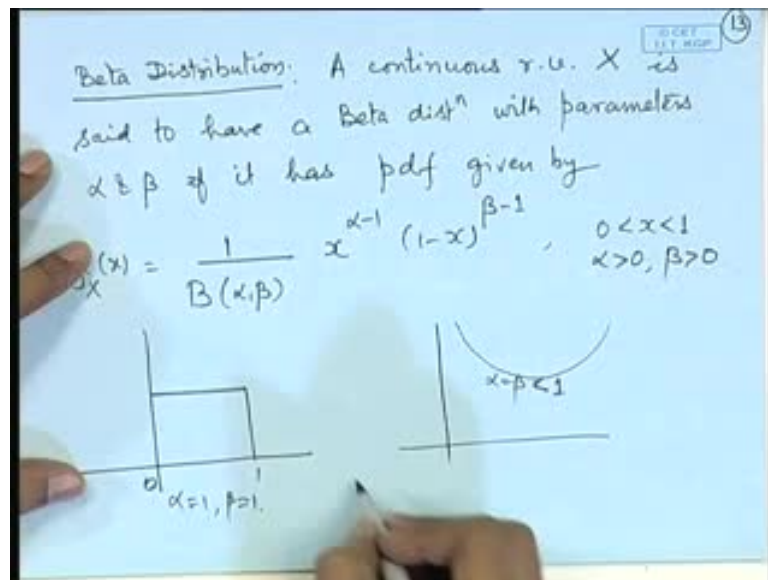 13
I.I.T. KGP
Beta Distribution: A continuous r.v. X is
said to have a Beta distⁿ with parameters
α & β if it has pdf given by
(x) = 1 / B(α,β) x^{α-1} (1-x)^{β-1} , 0<x<1
α>0, β>0
α=β<1
0 1
α=1, β=1.